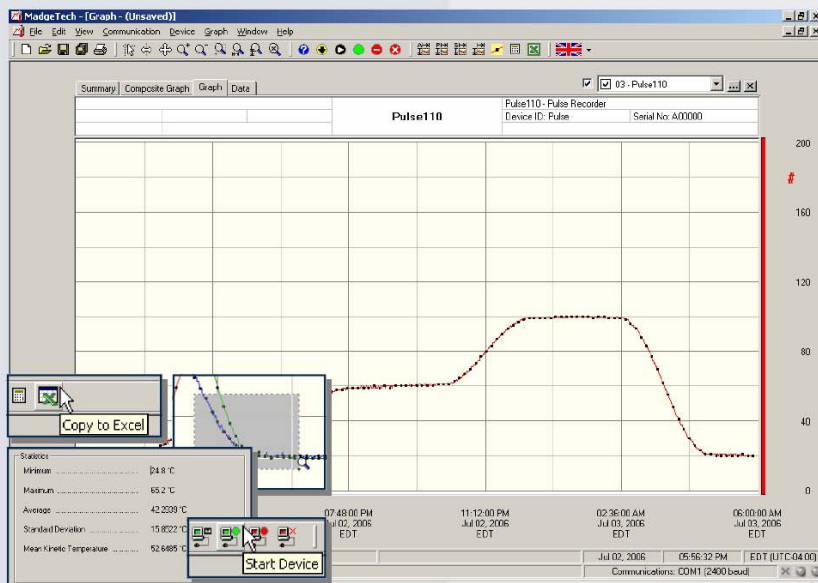 MadgeTech - [Graph - (Unsaved)]
File Edit View Communication Device Graph Window Help
Summary Composite Graph Graph Data
03 - Pulse110
Pulse110
Pulse110 - Pulse Recorder
Device ID: Pulse Serial No: A00000
200
#
160
120
80
40
0
Copy to Excel
Statistics
Minimum 24.8 °C
Maximum 65.2 °C
Average 42.2939 °C
Standard Deviation 15.8522 °C
Mean Kinetic Temperature 52.6485 °C
Start Device
07:48:00 PM 11:12:00 PM 02:36:00 AM 06:00:00 AM
Jul 02, 2006 Jul 02, 2006 Jul 03, 2006 Jul 03, 2006
EDT EDT EDT EDT
Jul 02, 2006 05:56:32 PM EDT (UTC-04:00)
Communications: COM1 (2400 baud)